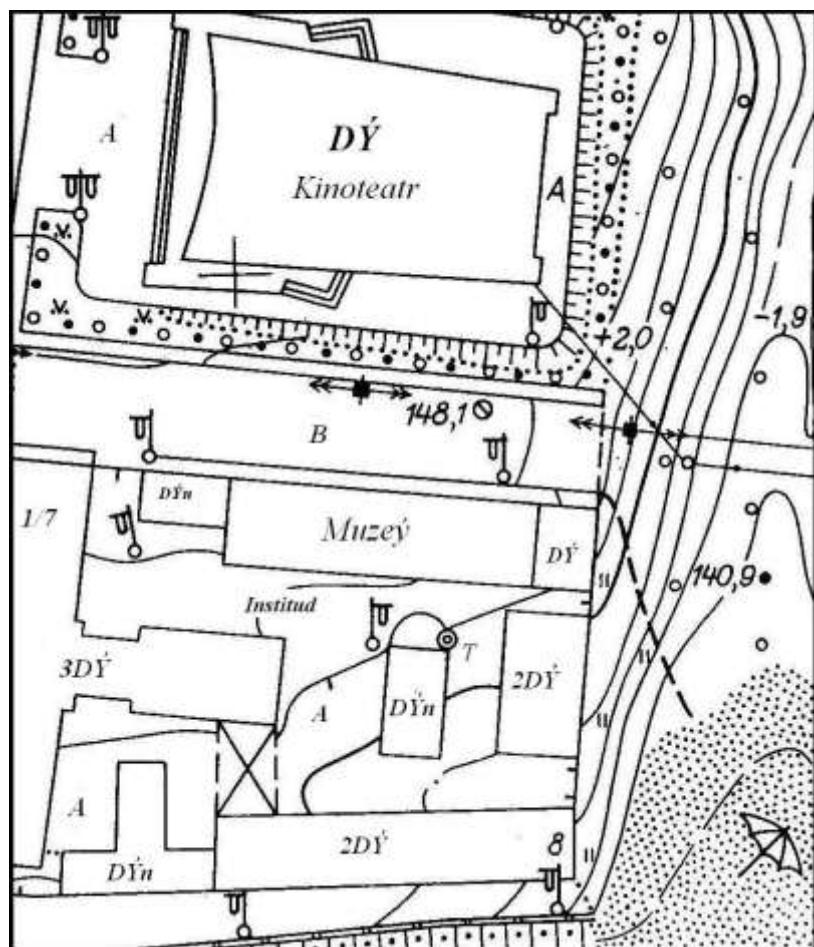 A
DÝ
Kinoteatr
A
+2,0
-1,9
148,1
B
1/7
DÝn
Muzeý
DÝ
140,9
Institud
T
3DÝ
2DÝ
DÝn
A
A
2DÝ
8
DÝn